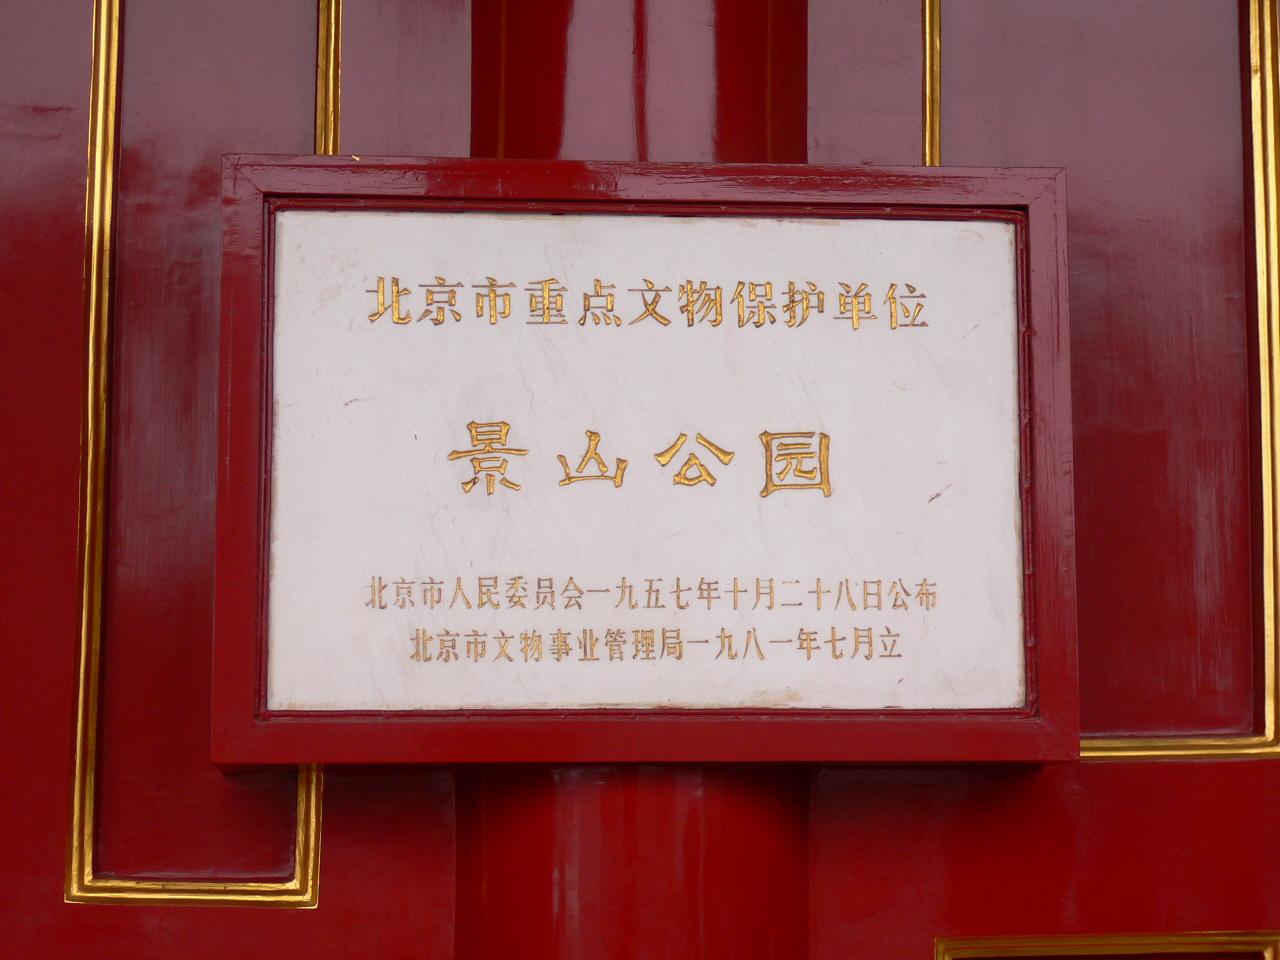 北京市重点文物保护单位
景山公园
北京市人民委员会一九五七年十月二十八日公布
北京市文物事业管理局一九八一年七月立